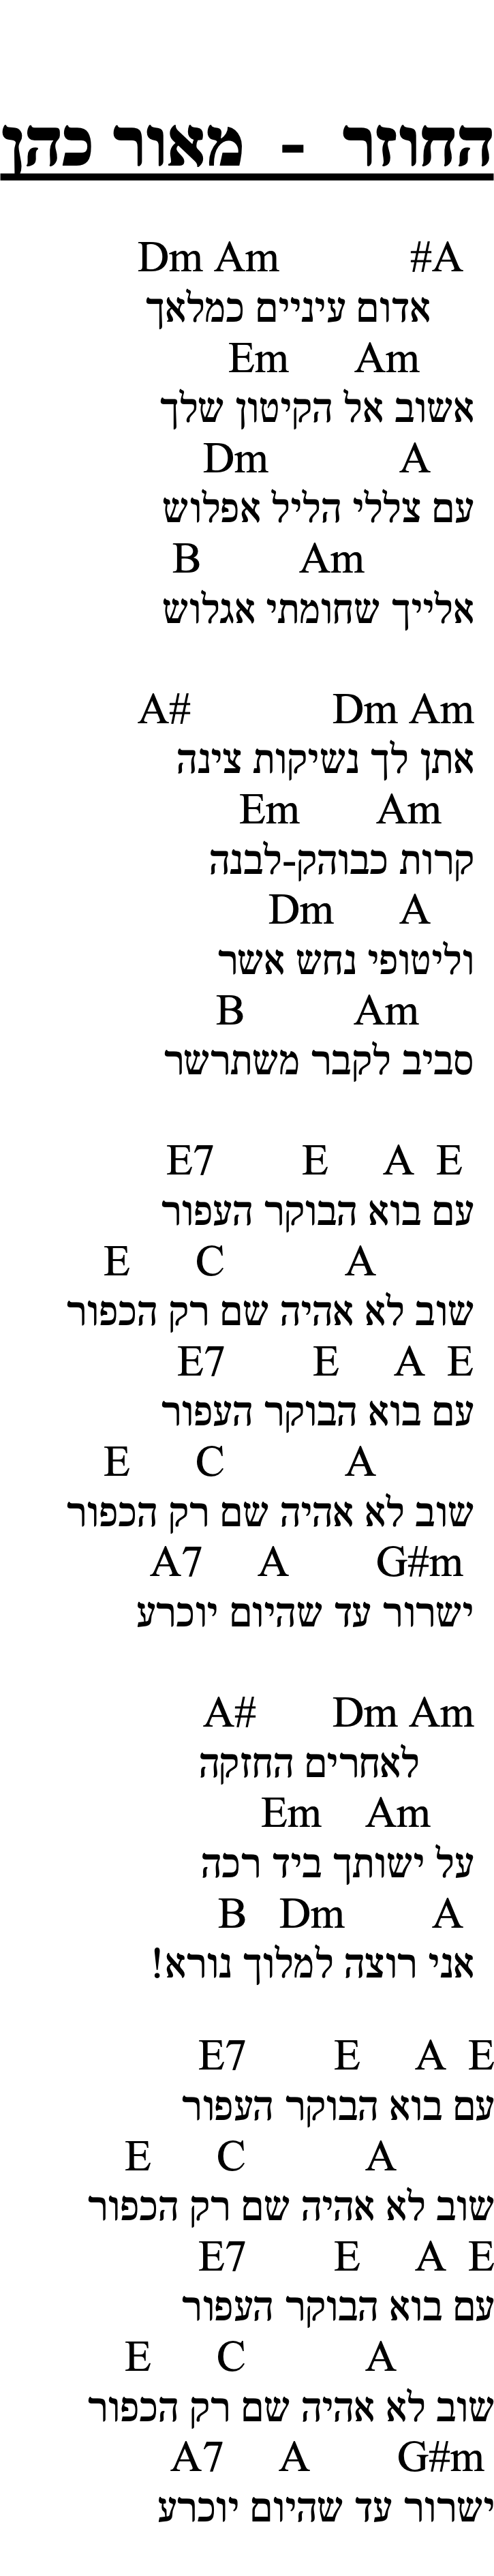 החוזר - מאור כהן
Dm Am #A
אדום עיניים כמלאך
Em Am
אשוב אל הקיטון שלך
Dm A
עם צללי הליל אפלוש
B Am
אלייך שחומתי אגלוש
A# Dm Am
אתן לך נשיקות צינה
Em Am
קרות כבוהק-לבנה
Dm A
וליטופי נחש אשר
B Am
סביב לקבר משתרשר
E7 E A E
עם בוא הבוקר העפור
E C A
שוב לא אהיה שם רק הכפור
E7 E A E
עם בוא הבוקר העפור
E C A
שוב לא אהיה שם רק הכפור
A7 A G#m
ישרור עד שהיום יוכרע
A# Dm Am
לאחרים החזקה
Em Am
על ישותך ביד רכה
B Dm A
אני רוצה למלוך נורא!
E7 E A E
עם בוא הבוקר העפור
E C A
שוב לא אהיה שם רק הכפור
E7 E A E
עם בוא הבוקר העפור
E C A
שוב לא אהיה שם רק הכפור
A7 A G#m
ישרור עד שהיום יוכרע